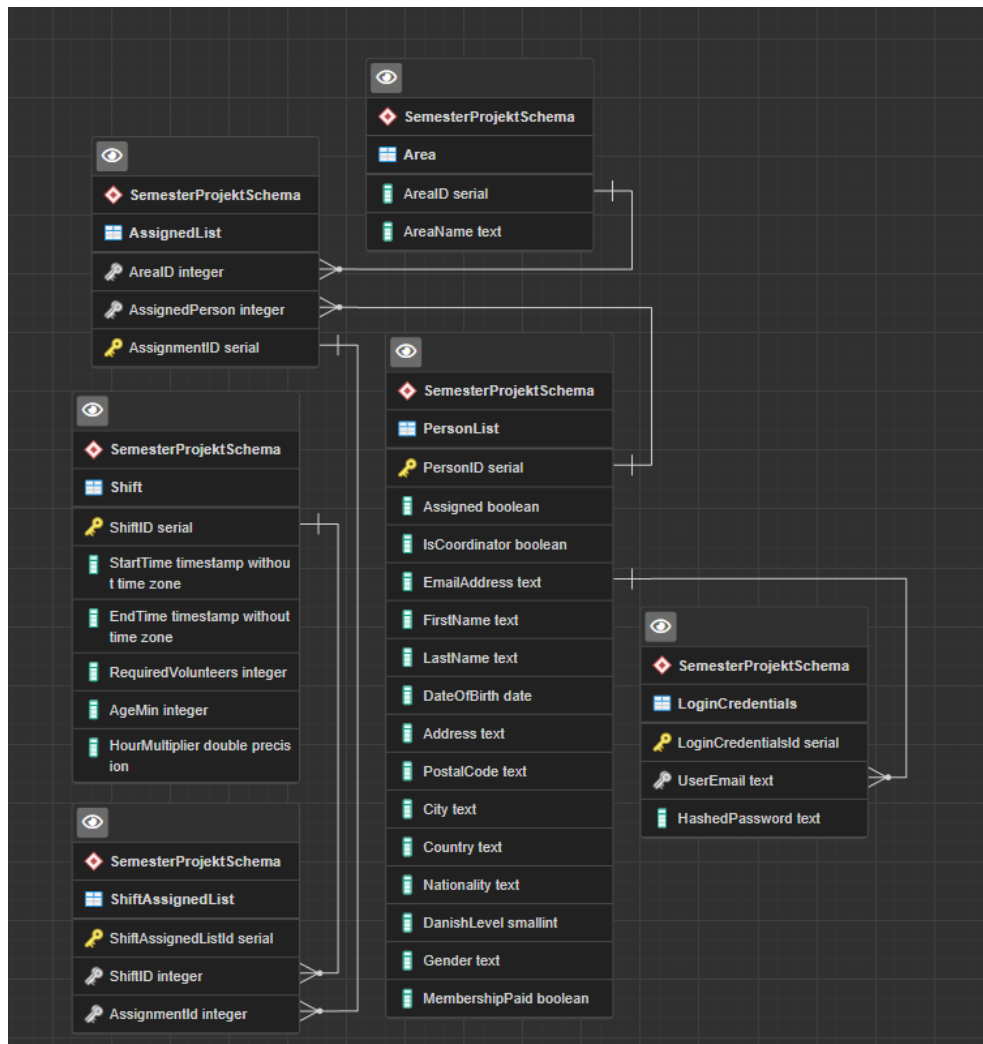 SemesterProjektSchema
Area
AreaID serial
AreaName text
SemesterProjektSchema
AssignedList
AreaID integer
AssignedPerson integer
AssignmentID serial
SemesterProjektSchema
Shift
ShiftID serial
StartTime timestamp withou
t time zone
EndTime timestamp without
time zone
RequiredVolunteers integer
AgeMin integer
HourMultiplier double precis
ion
SemesterProjektSchema
ShiftAssignedList
ShiftAssignedListId serial
ShiftID integer
AssignmentId integer
SemesterProjektSchema
PersonList
PersonID serial
Assigned boolean
IsCoordinator boolean
EmailAddress text
FirstName text
LastName text
DateOfBirth date
Address text
PostalCode text
City text
Country text
Nationality text
DanishLevel smallint
Gender text
MembershipPaid boolean
SemesterProjektSchema
LoginCredentials
LoginCredentialsId serial
UserEmail text
HashedPassword text